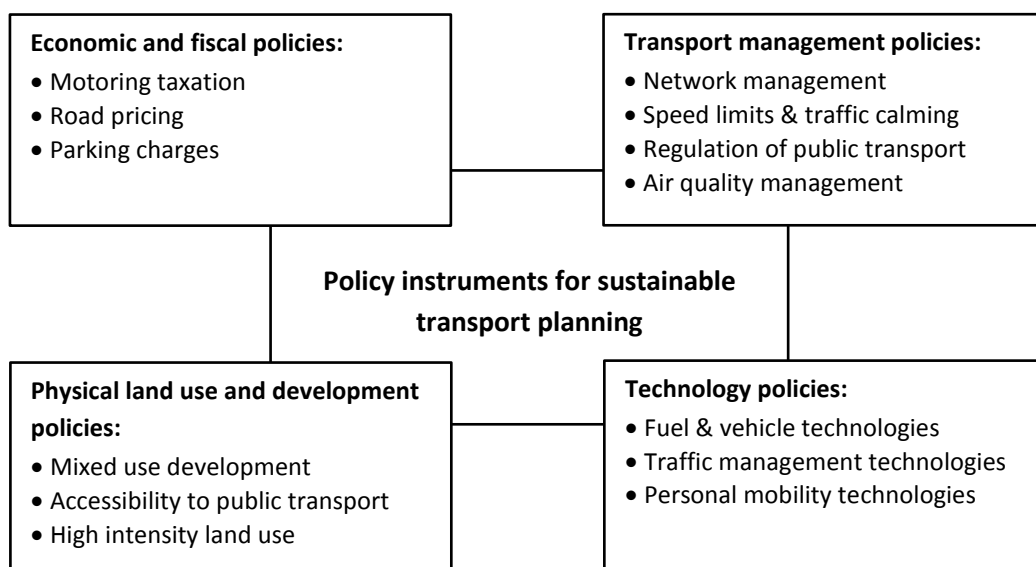 Economic and fiscal policies:
• Motoring taxation
• Road pricing
• Parking charges
Transport management policies:
• Network management
• Speed limits & traffic calming
• Regulation of public transport
• Air quality management
Policy instruments for sustainable
transport planning
Physical land use and development
policies:
• Mixed use development
• Accessibility to public transport
• High intensity land use
Technology policies:
• Fuel & vehicle technologies
• Traffic management technologies
• Personal mobility technologies